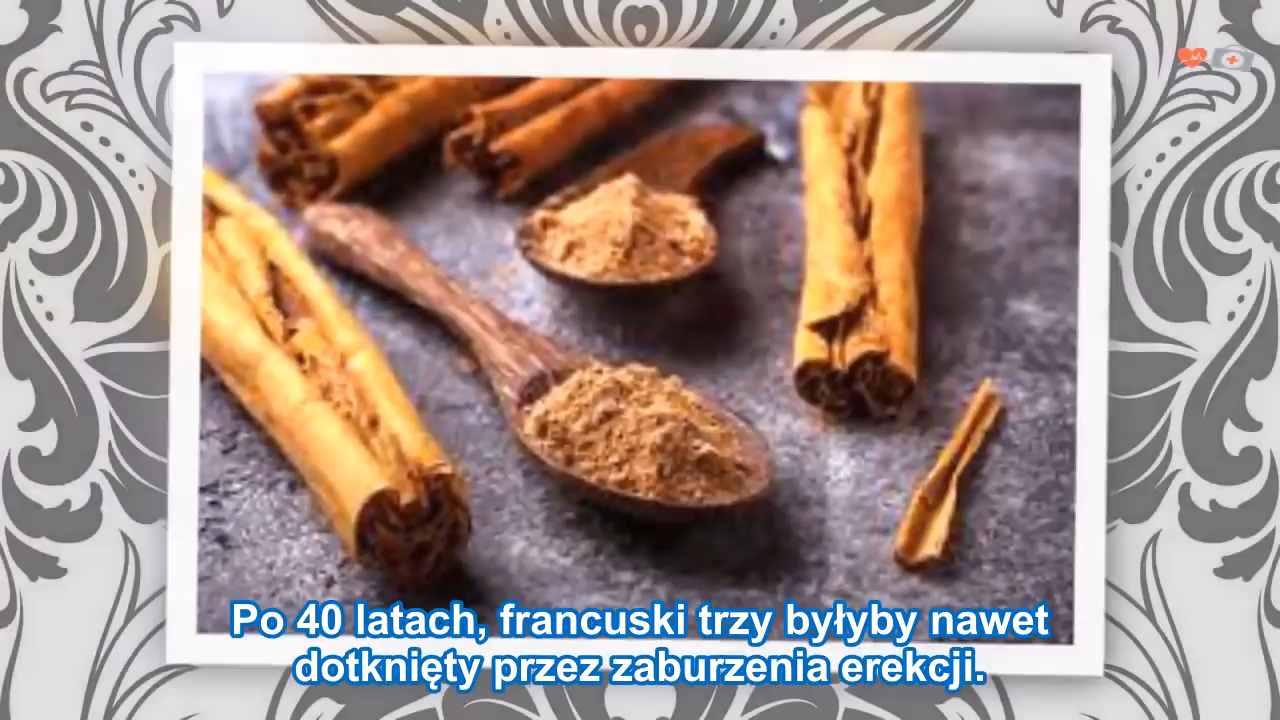 Po 40 latach, francuski trzy byłyby nawet
dotknięty przez zaburzenia erekcji.